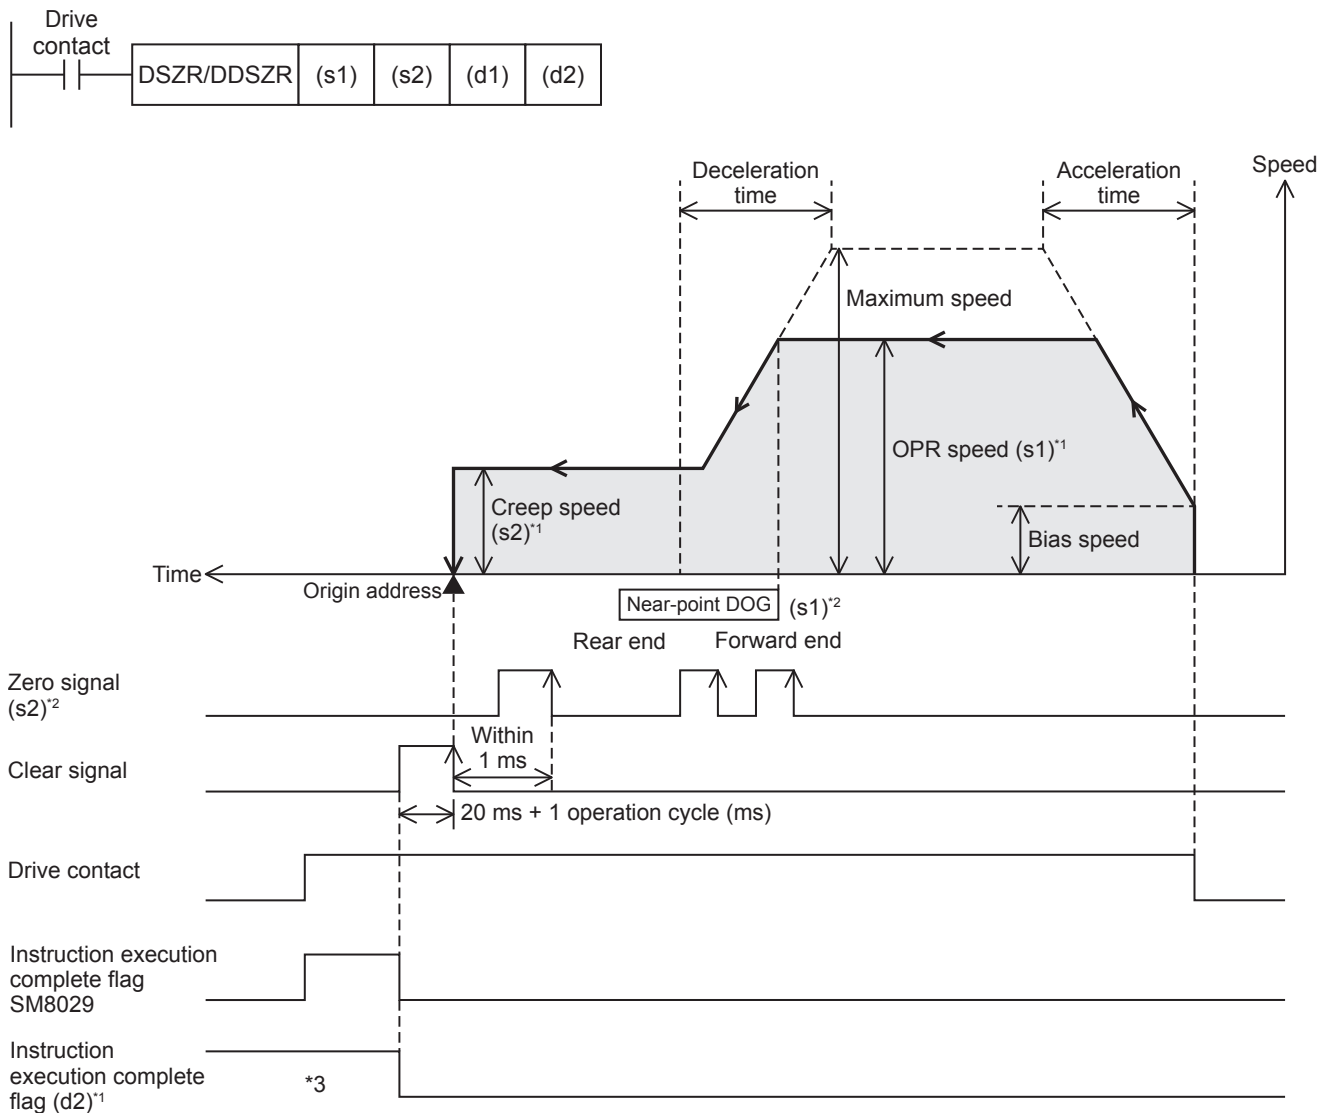 Drive
contact
DSZR/DDSZR (s1) (s2) (d1) (d2)
Deceleration
time
Acceleration
time
Speed
Maximum speed
OPR speed (s1)*1
Creep speed
(s2)*1
Bias speed
Time
Origin address
Near-point DOG (s1)*2
Rear end Forward end
Zero signal
(s2)*2
Within
1 ms
Clear signal
20 ms + 1 operation cycle (ms)
Drive contact
Instruction execution
complete flag
SM8029
Instruction
execution complete
flag (d2)*1
*3